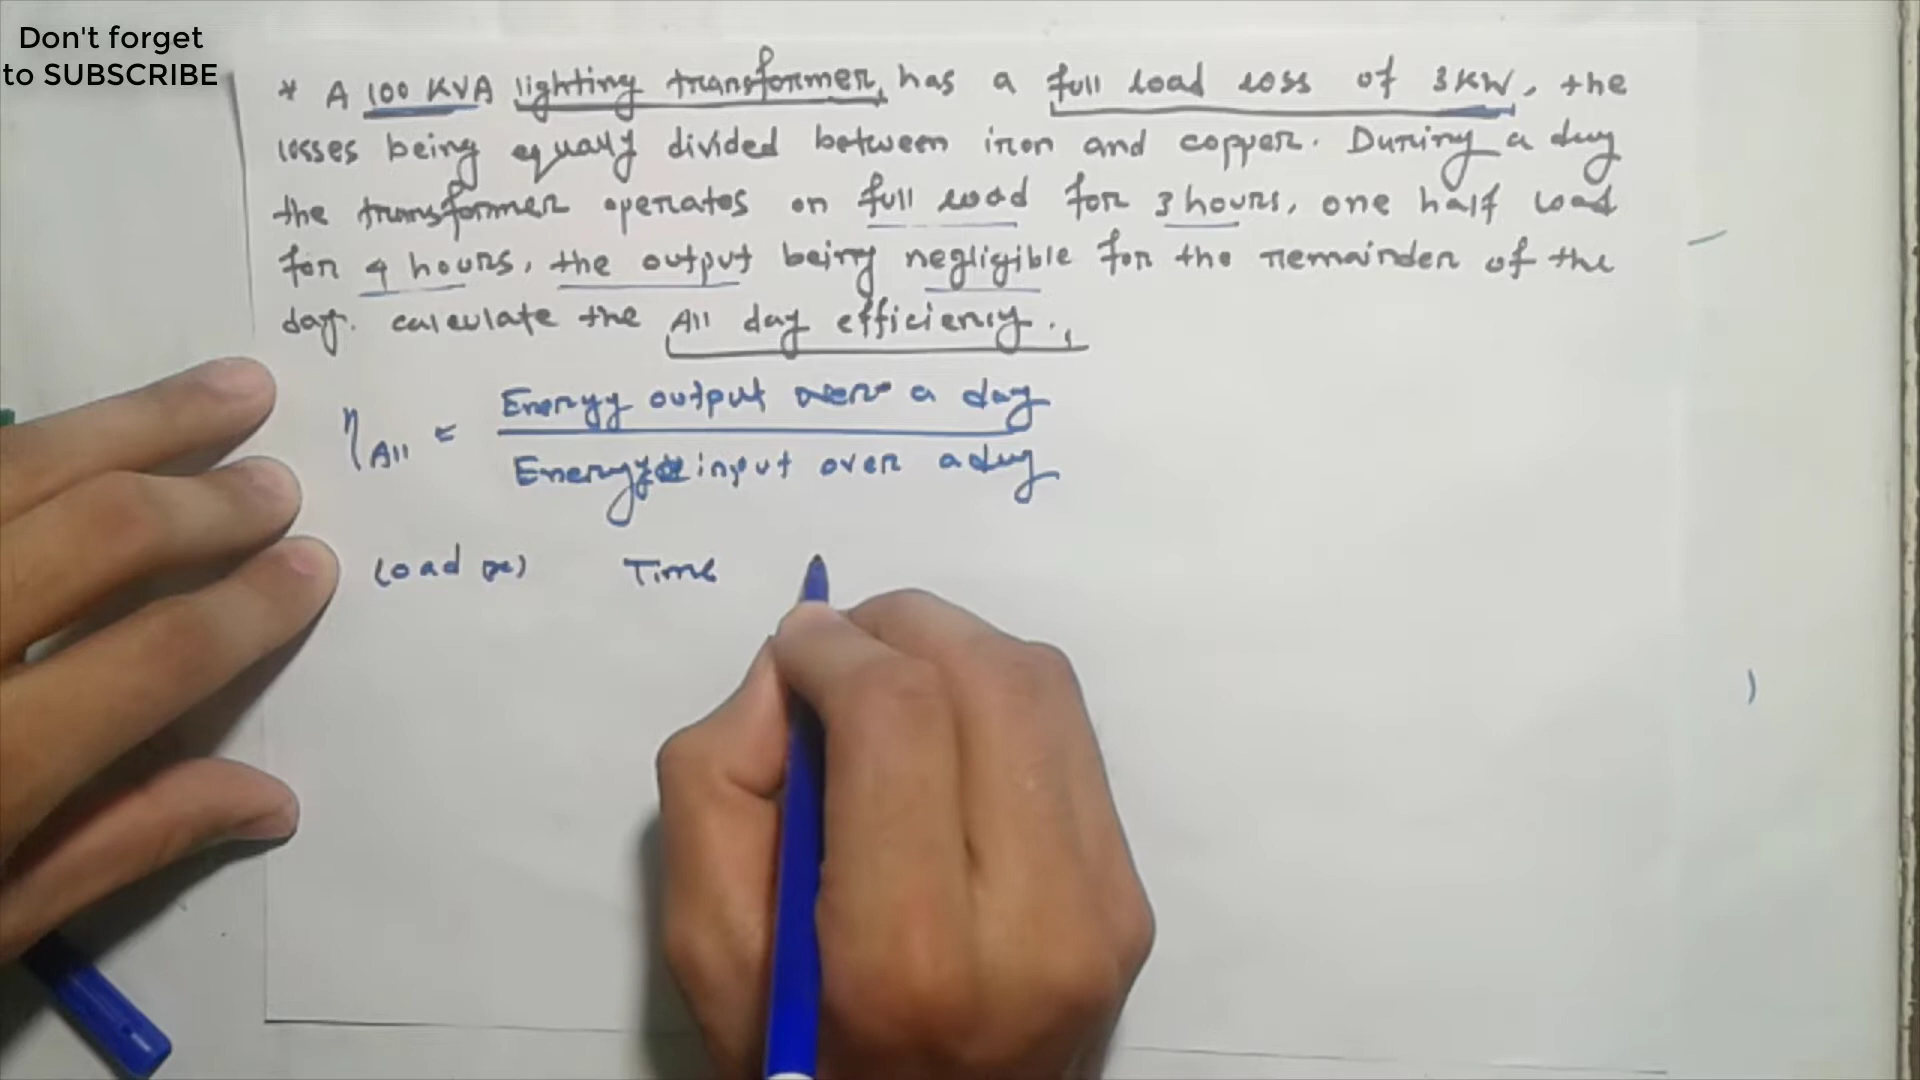 Don't forget
to SUBSCRIBE
* A 100 KVA lighting transformer, has a full load loss of 3KW, the
losses being equally divided between iron and copper. During a day
the transformer operates on full load for 3 hours, one half load
for 4 hours, the output being negligible for the remainder of the
day. calculate the All day efficiency.
η All = Energy output over a day
Energy input over a day
Load (x) Time